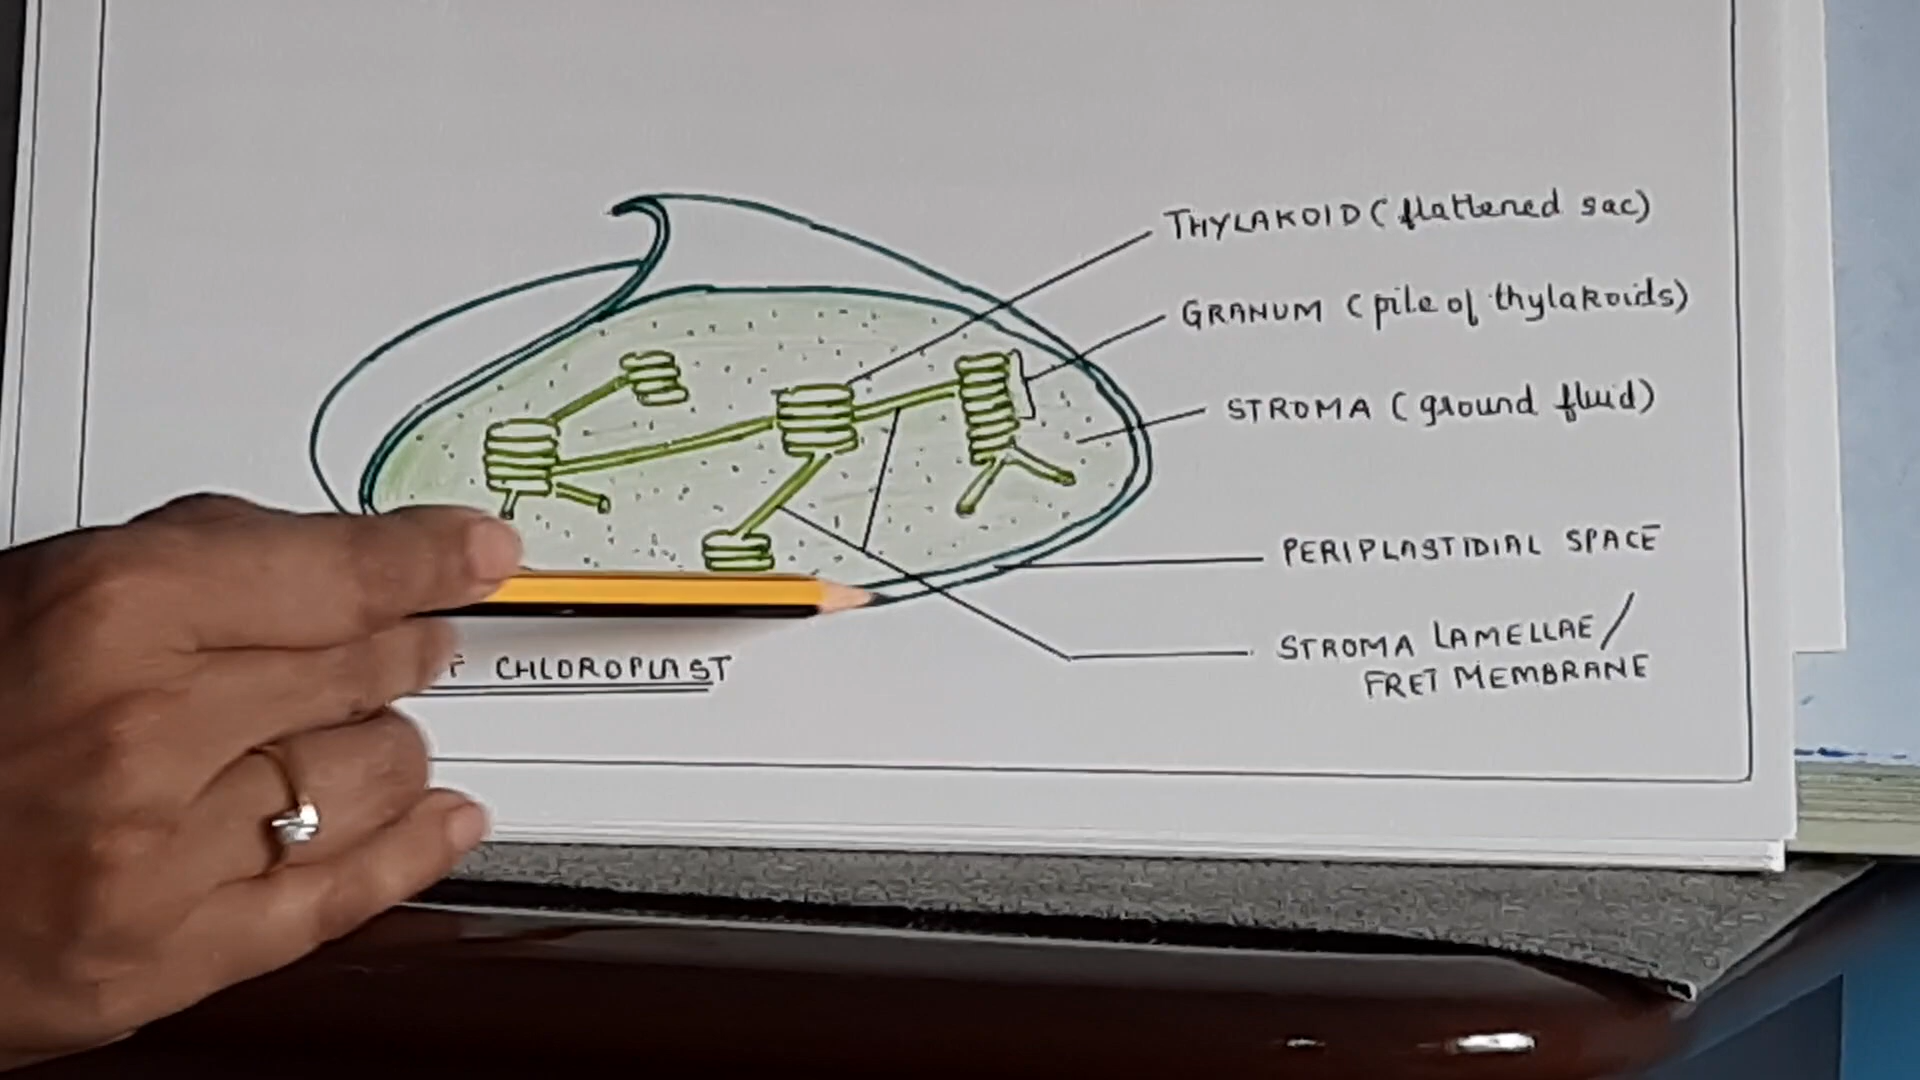 THYLAKOID (flattened sac)
GRANUM (pile of thylakoids)
STROMA (ground fluid)
PERIPLASTIDIAL SPACE
STROMA LAMELLAE/
FRET MEMBRANE
CHLOROPLAST